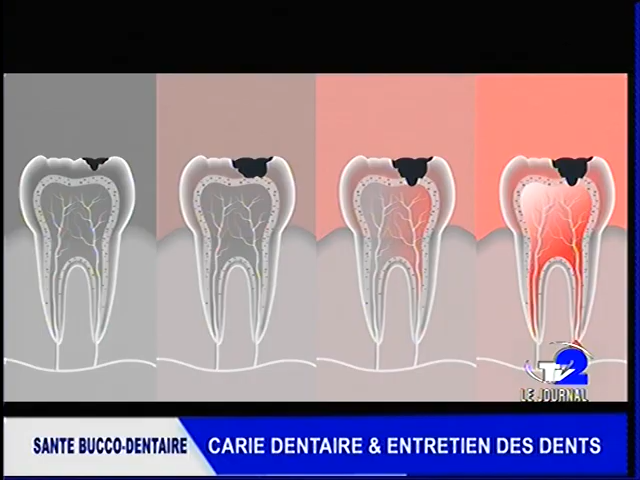 TV2
LE JOURNAL
SANTE BUCCO-DENTAIRE
CARIE DENTAIRE & ENTRETIEN DES DENTS